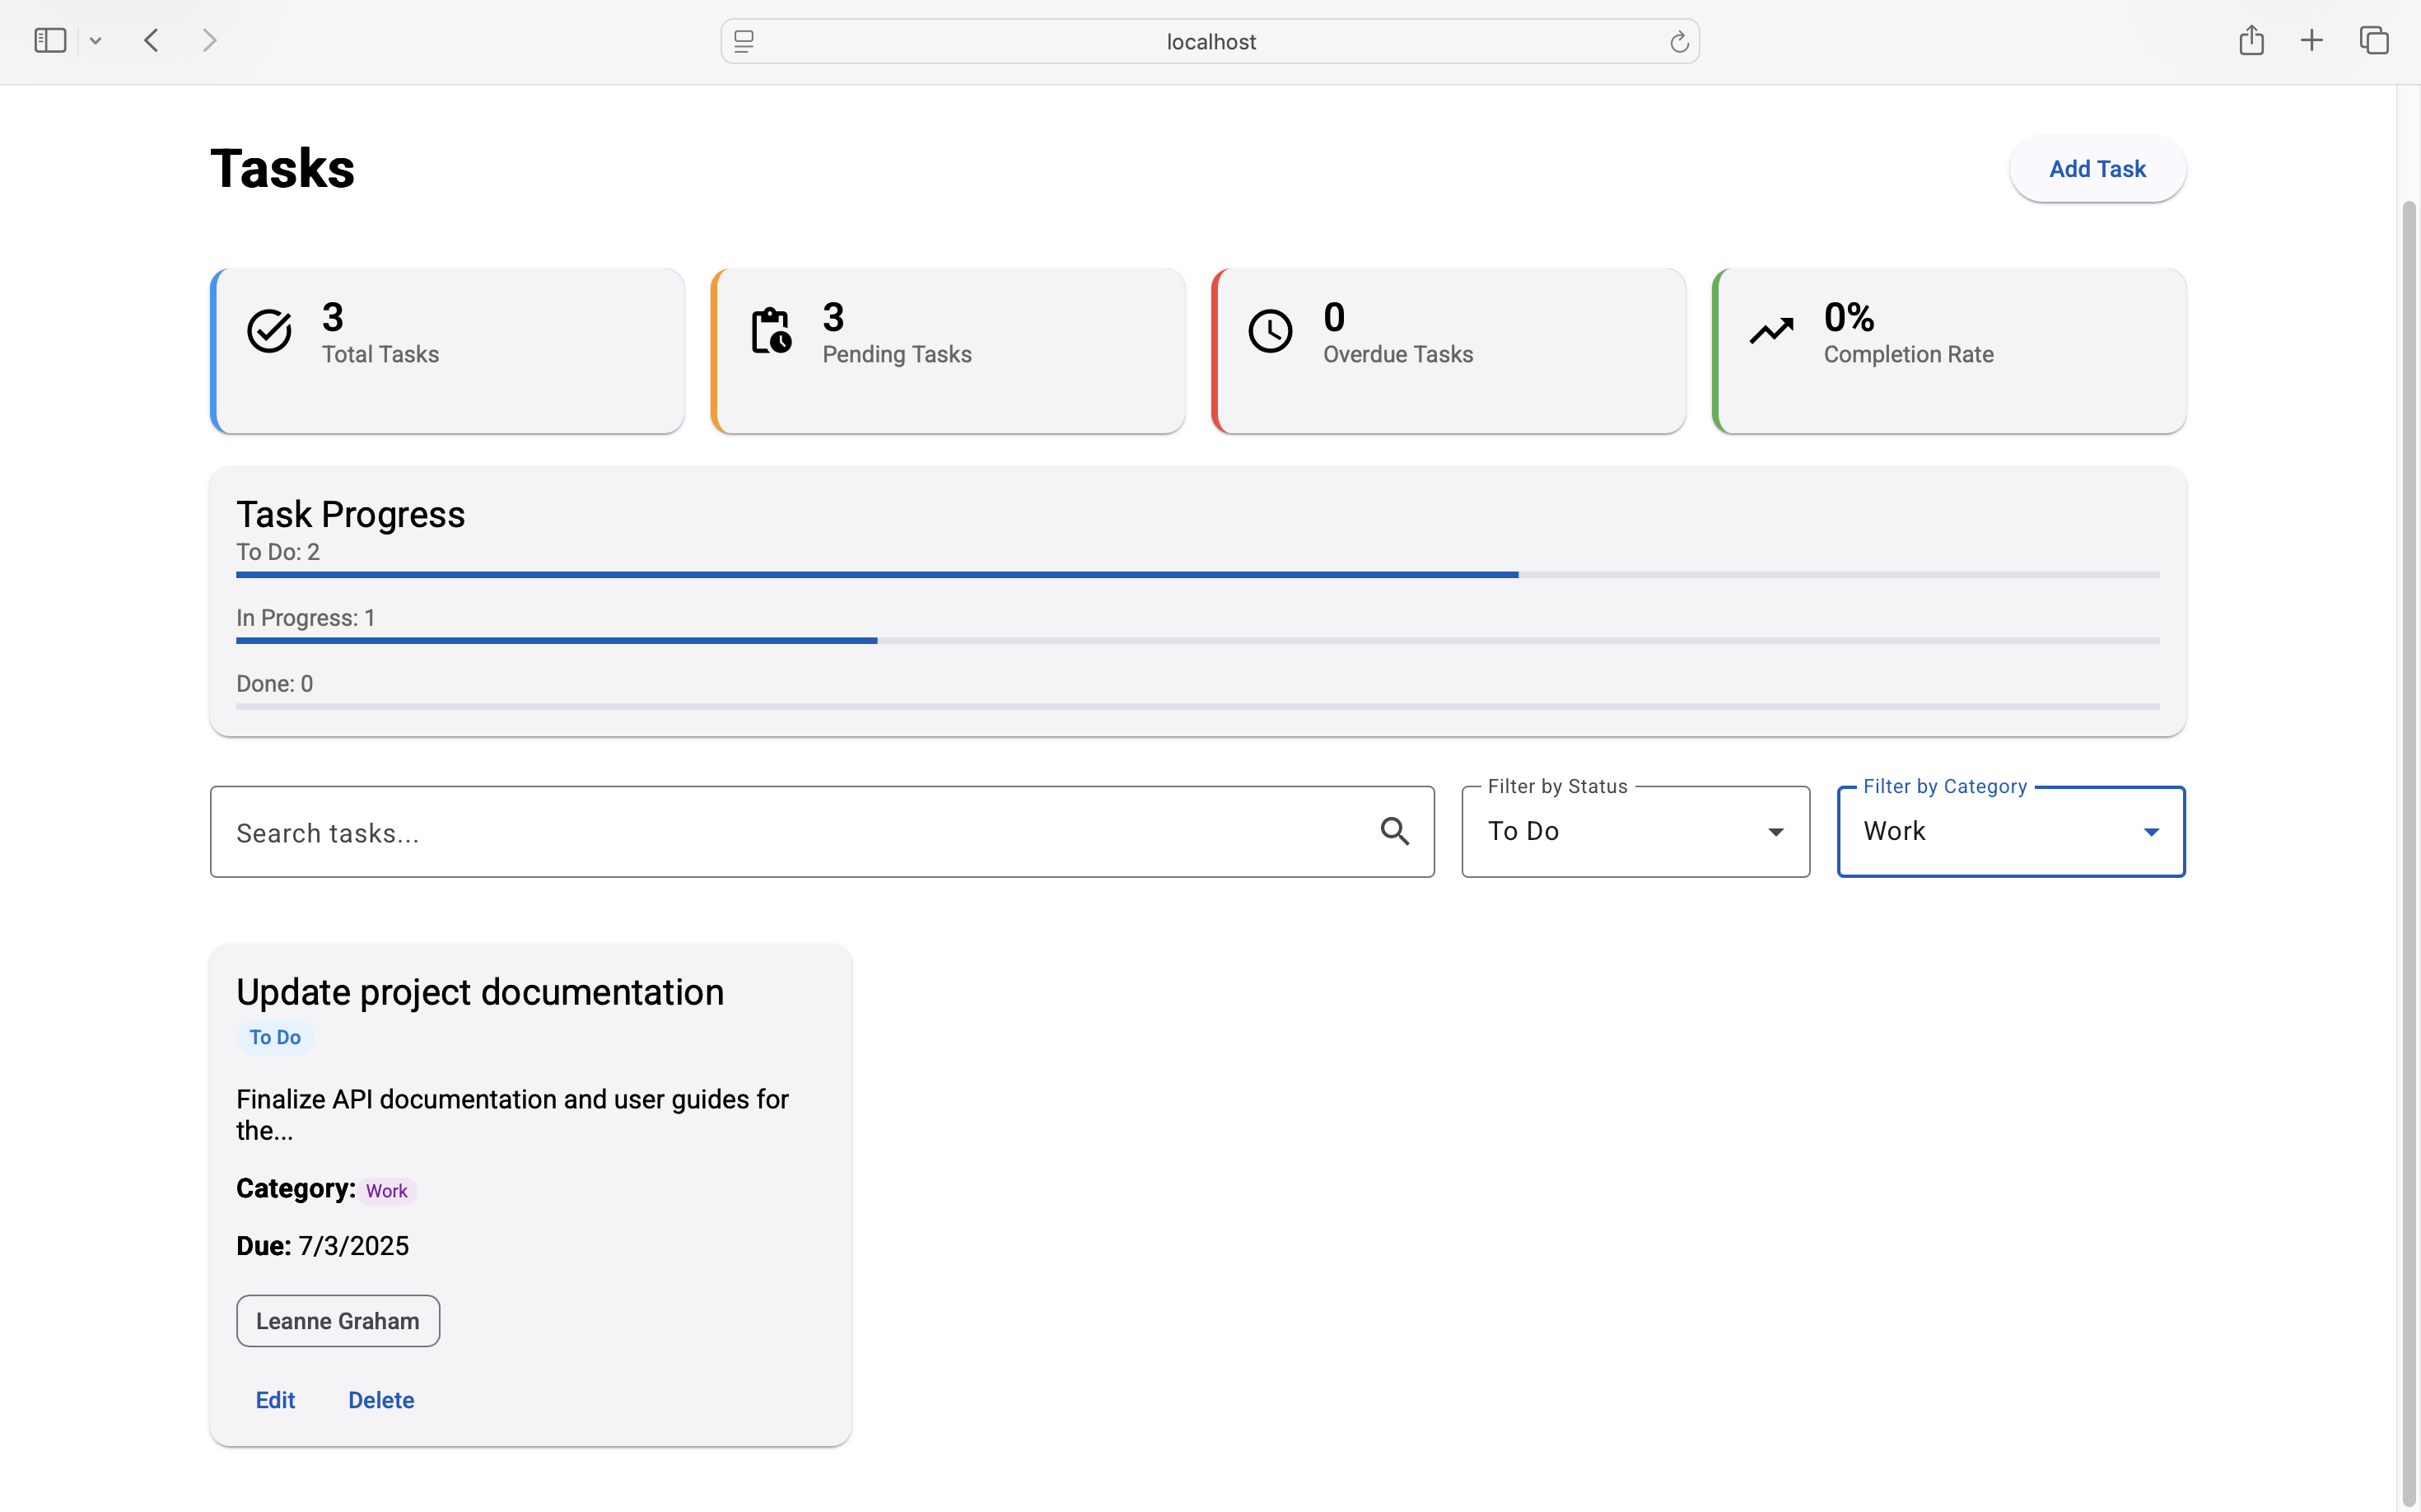 localhost
Tasks
Add Task
3
Total Tasks
3
Pending Tasks
0
Overdue Tasks
0%
Completion Rate
Task Progress
To Do: 2
In Progress: 1
Done: 0
Search tasks...
Filter by Status
To Do
Filter by Category
Work
Update project documentation
To Do
Finalize API documentation and user guides for
the...
Category: Work
Due: 7/3/2025
Leanne Graham
Edit Delete